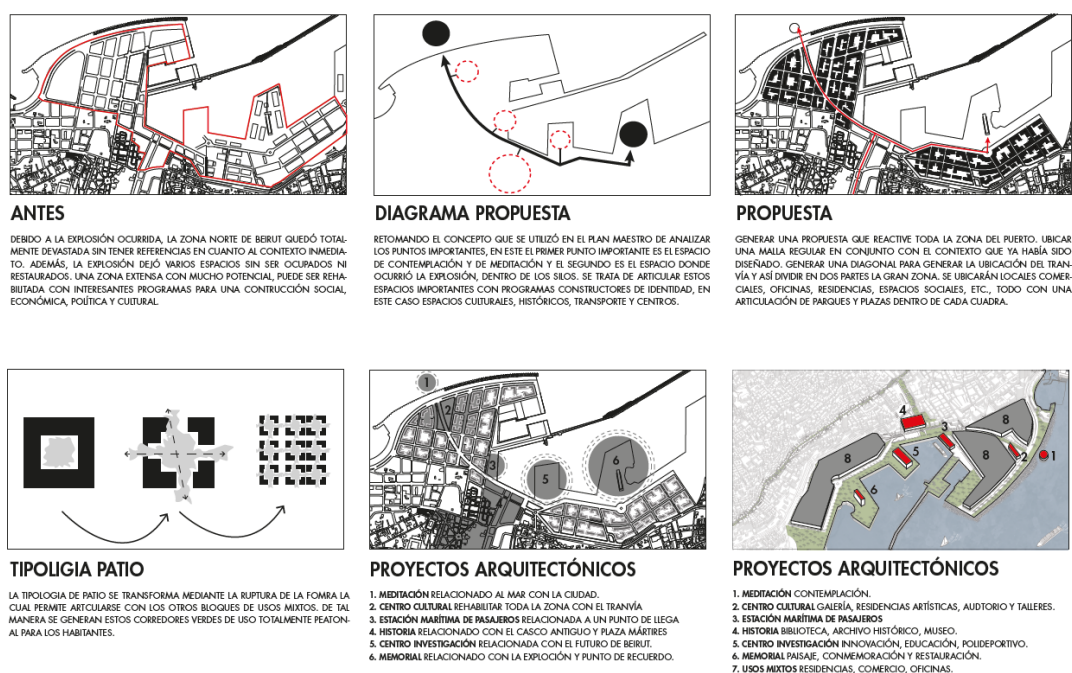 ANTES
DEBIDO A LA EXPLOSIÓN OCURRIDA, LA ZONA NORTE DE BEIRUT QUEDÓ TOTAL-
MENTE DEVASTADA SIN TENER REFERENCIAS EN CUANTO AL CONTEXTO INMEDIA-
TO. ADEMÁS, LA EXPLOSIÓN DEJÓ VARIOS ESPACIOS SIN SER OCUPADOS NI
RESTAURADOS. UNA ZONA EXTENSA CON MUCHO POTENCIAL, PUEDE SER REHA-
BILITADA CON INTERESANTES PROGRAMAS PARA UNA CONTRUCCIÓN SOCIAL,
ECONÓMICA, POLÍTICA Y CULTURAL.
DIAGRAMA PROPUESTA
RETOMANDO EL CONCEPTO QUE SE UTILIZÓ EN EL PLAN MAESTRO DE ANALIZAR
LOS PUNTOS IMPORTANTES, EN ESTE EL PRIMER PUNTO IMPORTANTE ES EL ESPACIO
DE CONTEMPLACIÓN Y DE MEDITACIÓN Y EL SEGUNDO ES EL ESPACIO DONDE
OCURRIÓ LA EXPLOSIÓN, DENTRO DE LOS SILOS. SE TRATA DE ARTICULAR ESTOS
ESPACIOS IMPORTANTES CON PROGRAMAS CONSTRUCTORES DE IDENTIDAD, EN
ESTE CASO ESPACIOS CULTURALES, HISTÓRICOS, TRANSPORTE Y CENTROS.
PROPUESTA
GENERAR UNA PROPUESTA QUE REACTIVE TODA LA ZONA DEL PUERTO. UBICAR
UNA MALLA REGULAR EN CONJUNTO CON EL CONTEXTO QUE YA HABÍA SIDO
DISEÑADO. GENERAR UNA DIAGONAL PARA GENERAR LA UBICACIÓN DEL TRAN-
VÍA Y ASÍ DIVIDIR EN DOS PARTES LA GRAN ZONA. SE UBICARÁN LOCALES COMER-
CIALES, OFICINAS, RESIDENCIAS, ESPACIOS SOCIALES, ETC., TODO CON UNA
ARTICULACIÓN DE PARQUES Y PLAZAS DENTRO DE CADA CUADRA.
TIPOLIGIA PATIO
LA TIPOLOGIA DE PATIO SE TRANSFORMA MEDIANTE LA RUPTURA DE LA FOMRA LA
CUAL PERMITE ARTCULARSE CON LOS OTROS BLOQUES DE USOS MIXTOS. DE TAL
MANERA SE GENERAN ESTOS CORREDORES VERDES DE USO TOTALMENTE PEATON-
AL PARA LOS HABITANTES.
1
2
3
4
5
6
PROYECTOS ARQUITECTÓNICOS
1. MEDITACIÓN RELACIONADO AL MAR CON LA CIUDAD.
2. CENTRO CULTURAL REHABILITAR TODA LA ZONA CON EL TRANVÍA
3. ESTACIÓN MARÍTIMA DE PASAJEROS RELACIONADA A UN PUNTO DE LLEGA
4. HISTORIA RELACIONADO CON EL CASCO ANTIGUO Y PLAZA MÁRTIRES
5. CENTRO INVESTIGACIÓN RELACIONADA CON EL FUTURO DE BEIRUT.
6. MEMORIAL RELACIONADO CON LA EXPLOCIÓN Y PUNTO DE RECUERDO.
4
8
3
8
5
8
2
1
6
PROYECTOS ARQUITECTÓNICOS
1. MEDITACIÓN CONTEMPLACIÓN.
2. CENTRO CULTURAL GALERÍA, RESIDENCIAS ARTÍSTICAS, AUDITORIO Y TALLERES.
3. ESTACIÓN MARÍTIMA DE PASAJEROS
4. HISTORIA BIBLIOTECA, ARCHIVO HISTÓRICO, MUSEO.
5. CENTRO INVESTIGACIÓN INNOVACIÓN, EDUCACIÓN, POLIDEPORTIVO.
6. MEMORIAL PAISAJE, CONMEMORACIÓN Y RESTAURACIÓN.
7. USOS MIXTOS RESIDENCIAS, COMERCIO, OFICINAS.